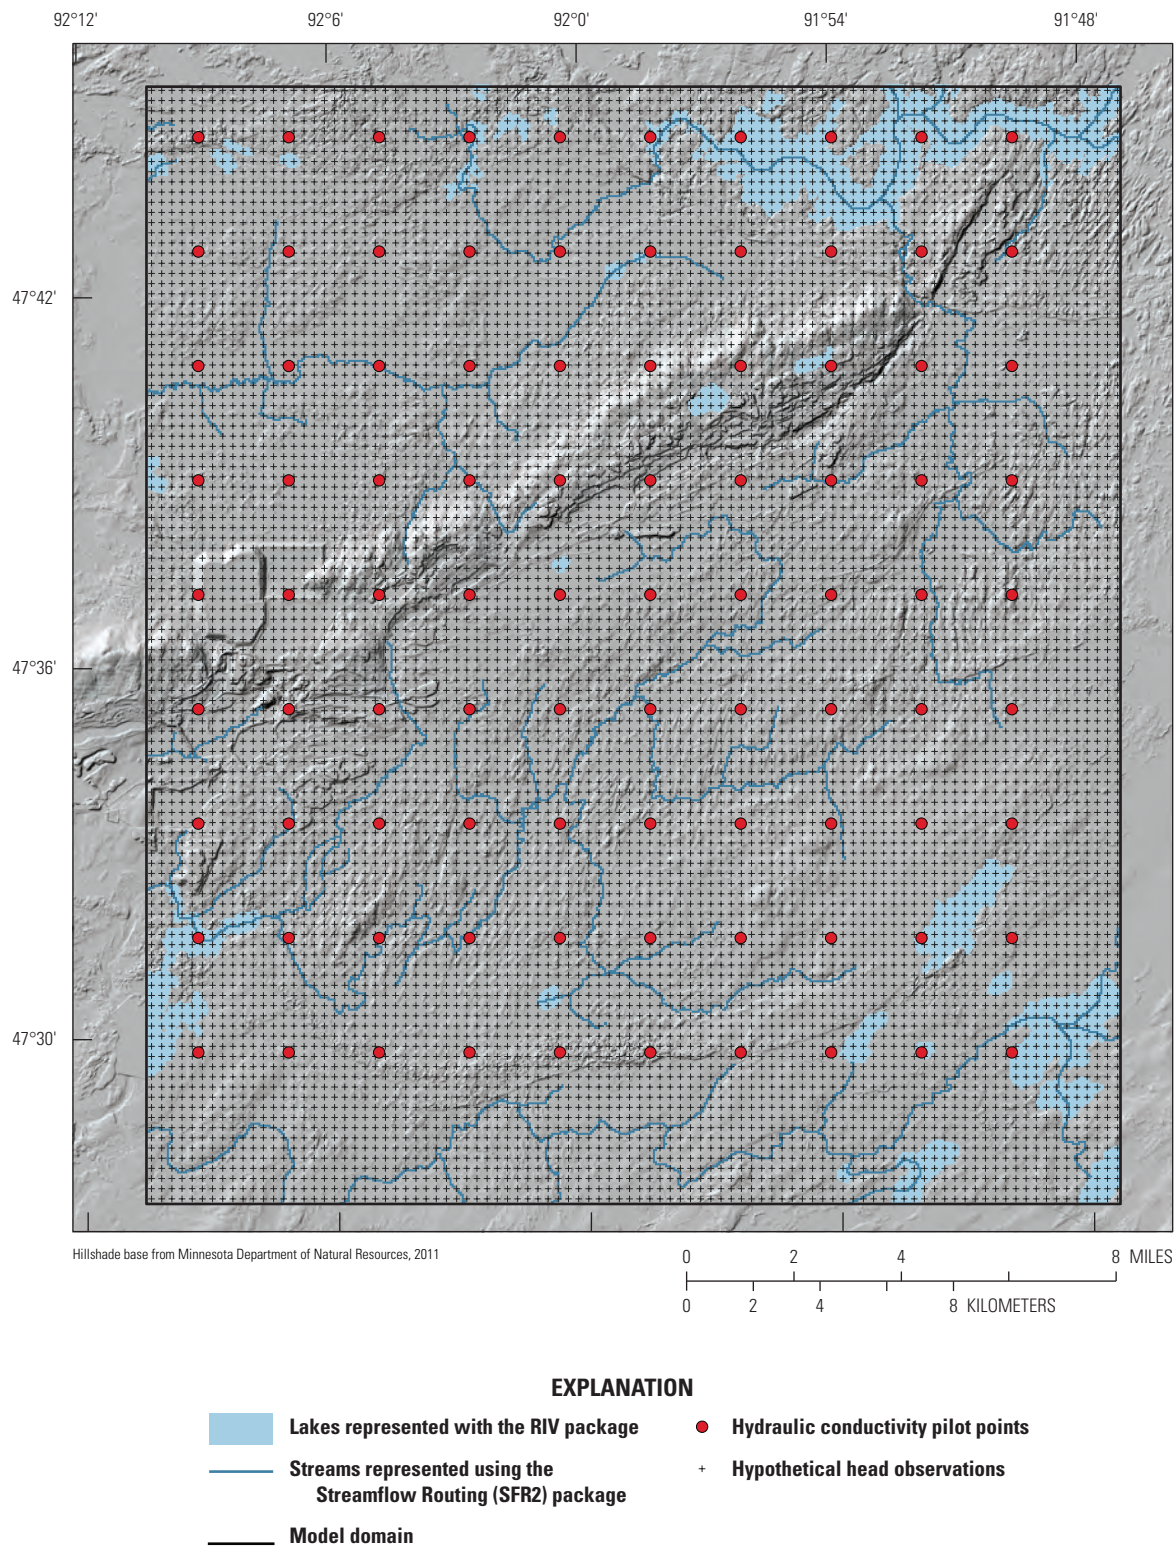 92°12'
92°6'
92°0'
91°54'
91°48'
47°42'
47°36'
47°30'
Hillshade base from Minnesota Department of Natural Resources, 2011
0 2 4 8 MILES
0 2 4 8 KILOMETERS
EXPLANATION
Lakes represented with the RIV package
Streams represented using the
Streamflow Routing (SFR2) package
Model domain
Hydraulic conductivity pilot points
Hypothetical head observations